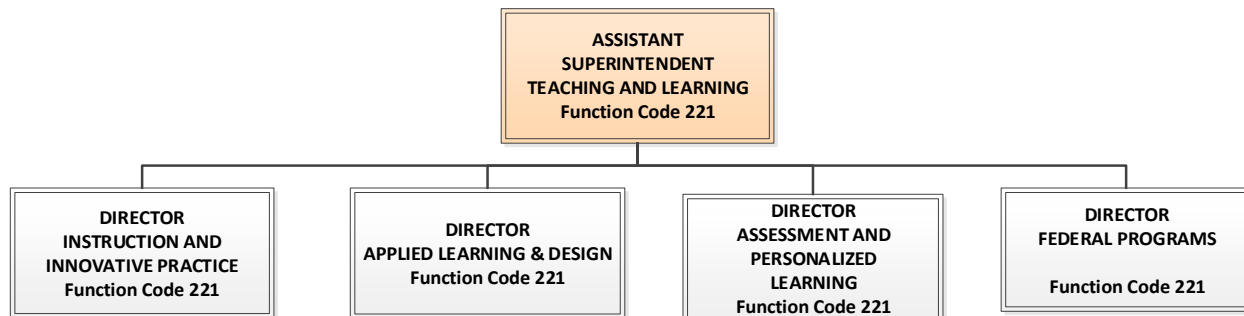 ASSISTANT
SUPERINTENDENT
TEACHING AND LEARNING
Function Code 221
DIRECTOR
INSTRUCTION AND
INNOVATIVE PRACTICE
Function Code 221
DIRECTOR
APPLIED LEARNING & DESIGN
Function Code 221
DIRECTOR
ASSESSMENT AND
PERSONALIZED
LEARNING
Function Code 221
DIRECTOR
FEDERAL PROGRAMS
Function Code 221